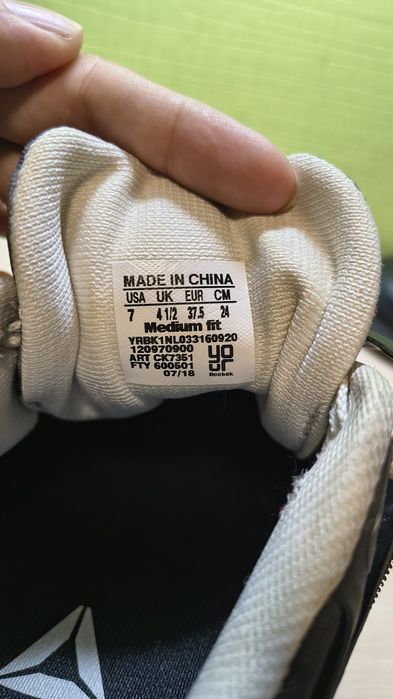 MADE IN CHINA
USA UK EUR CM
7 4 1/2 37.5 24
Medium fit
YRBK1NL033160920
120970900
ART CK7351
FTY 600501
07/18
your
Reebok